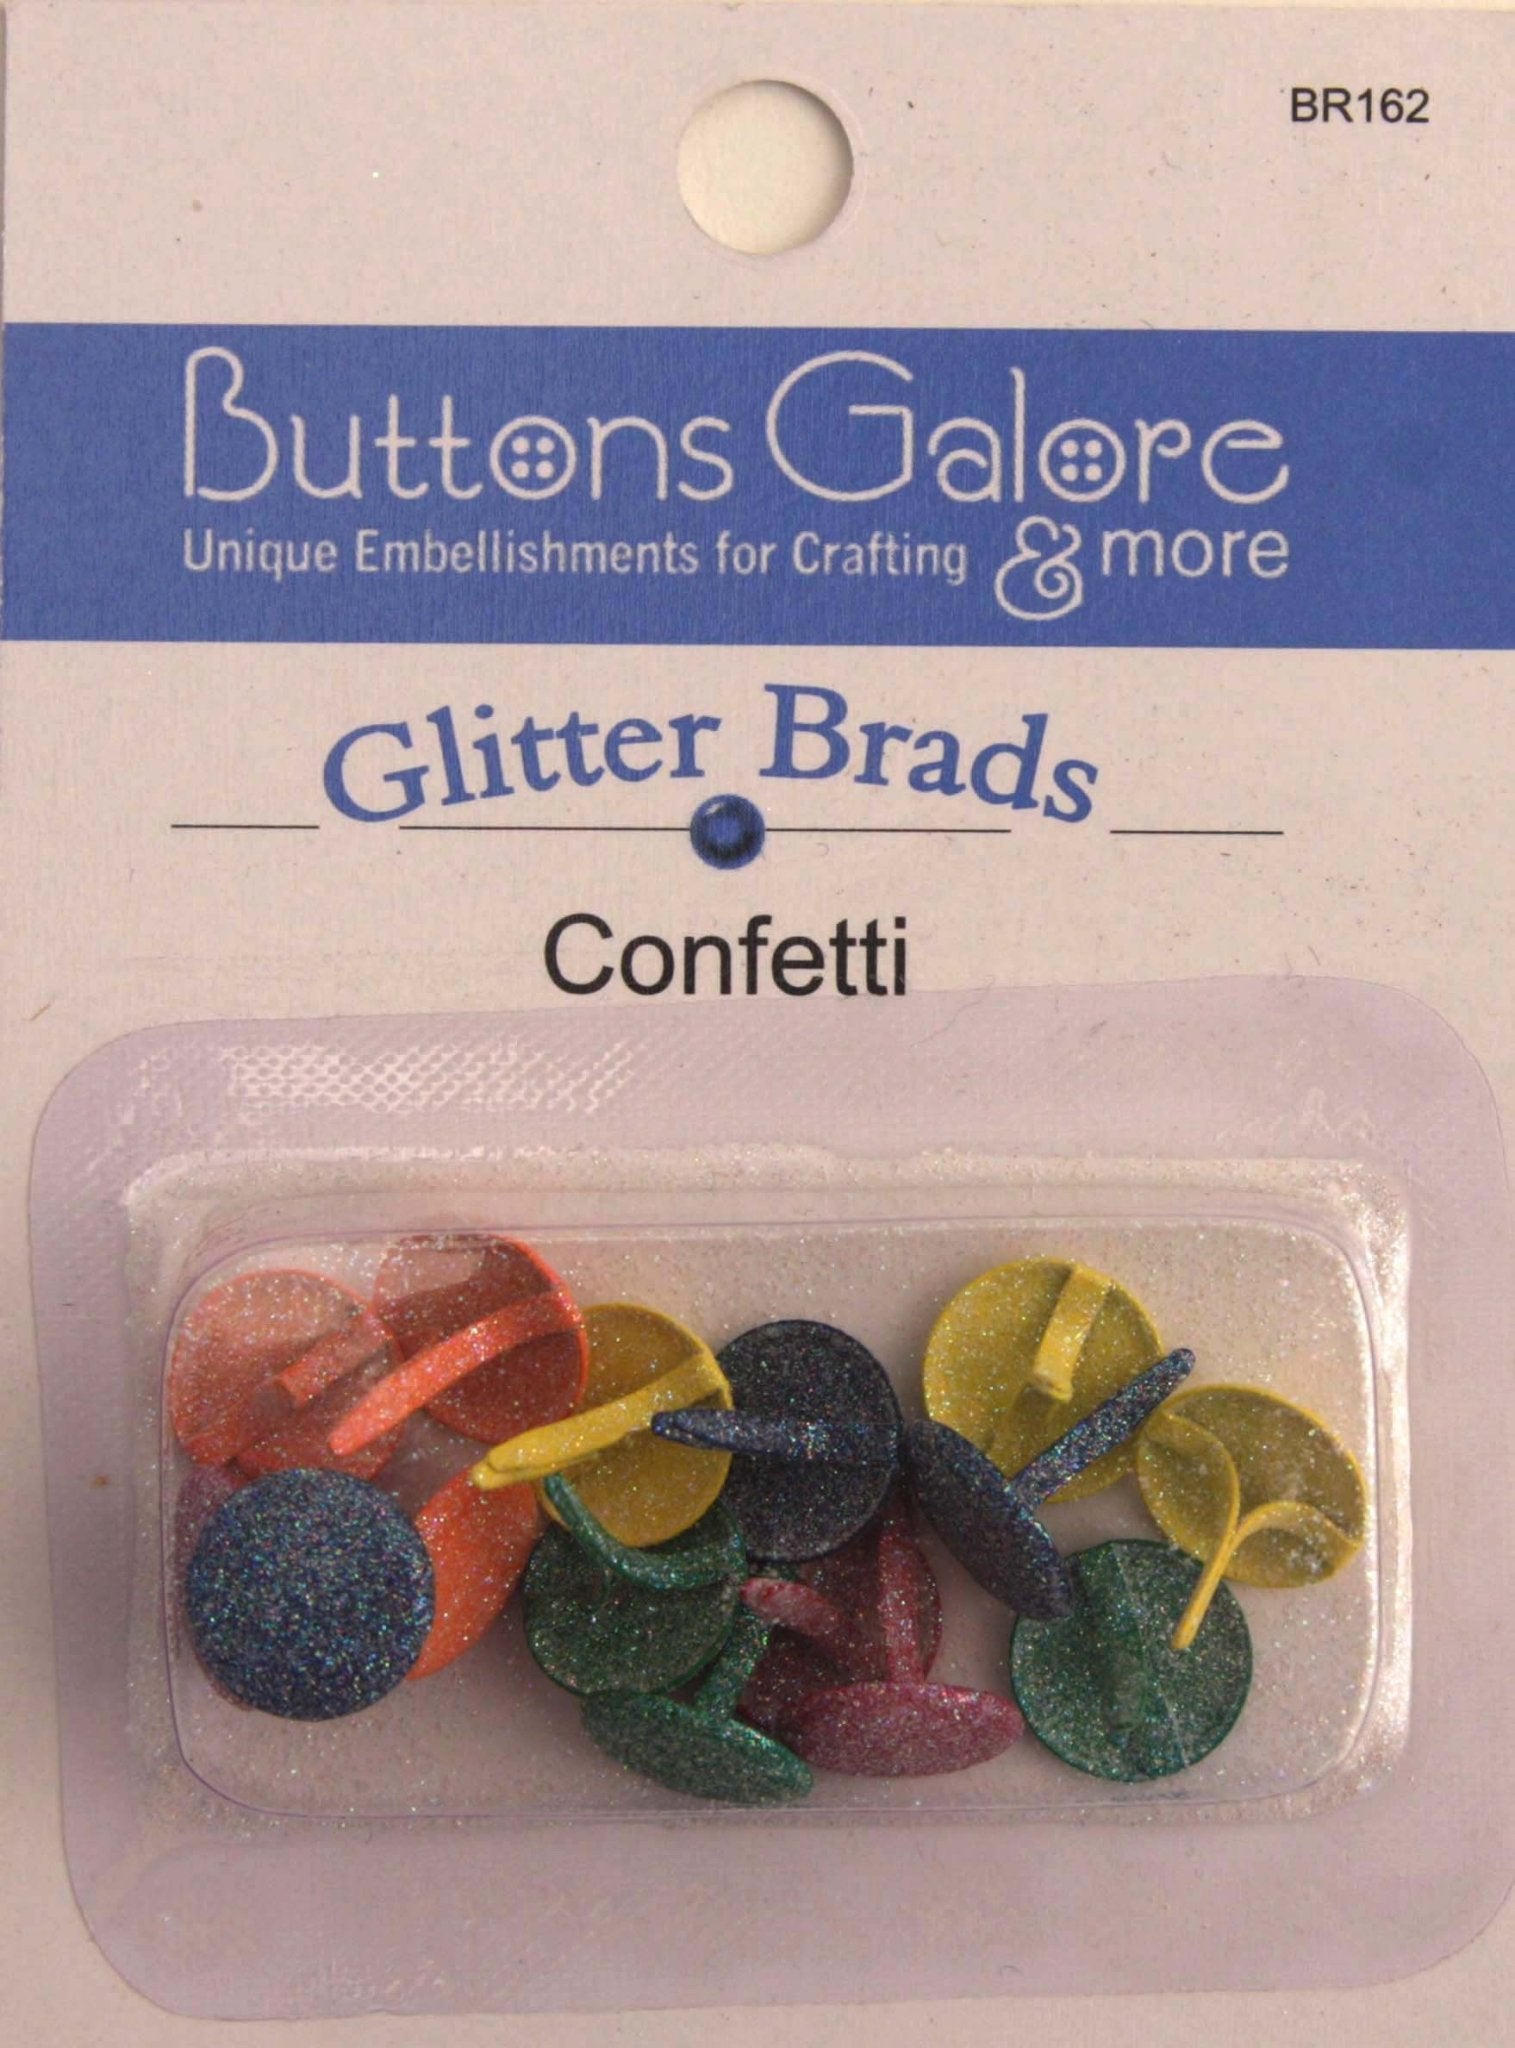 BR162
Buttons Galore
Unique Embellishments for Crafting & more
Glitter Brads
Confetti